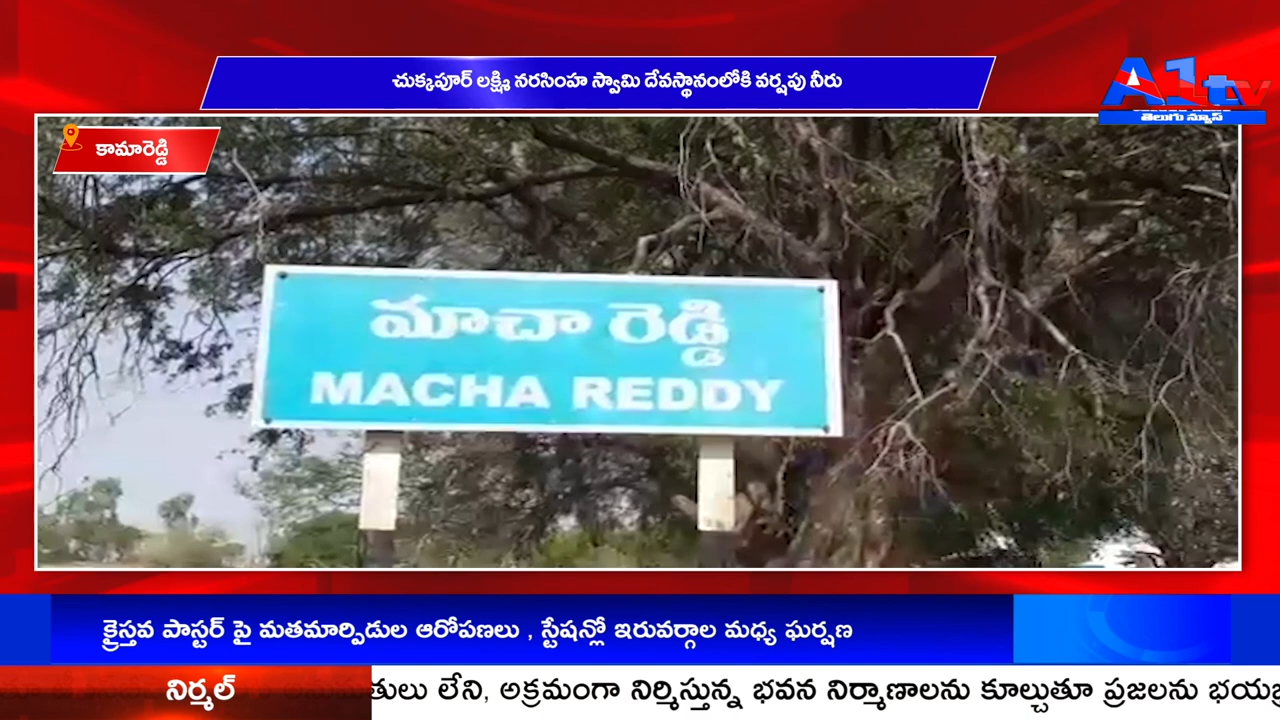 చుక్కపూర్ లక్ష్మి నరసింహ స్వామి దేవస్థానంలోకి వర్షపు నీరు
A1tv
తెలుగు న్యూస్
కామారెడ్డి
మాచా రెడ్డి
MACHA REDDY
క్రైస్తవ పాస్టర్ పై మతమార్పిడుల ఆరోపణలు , స్టేషన్లో ఇరువర్గాల మధ్య ఘర్షణ
నిర్మల్
తులు లేని, అక్రమంగా నిర్మిస్తున్న భవన నిర్మాణాలను కూల్చుతూ ప్రజలను